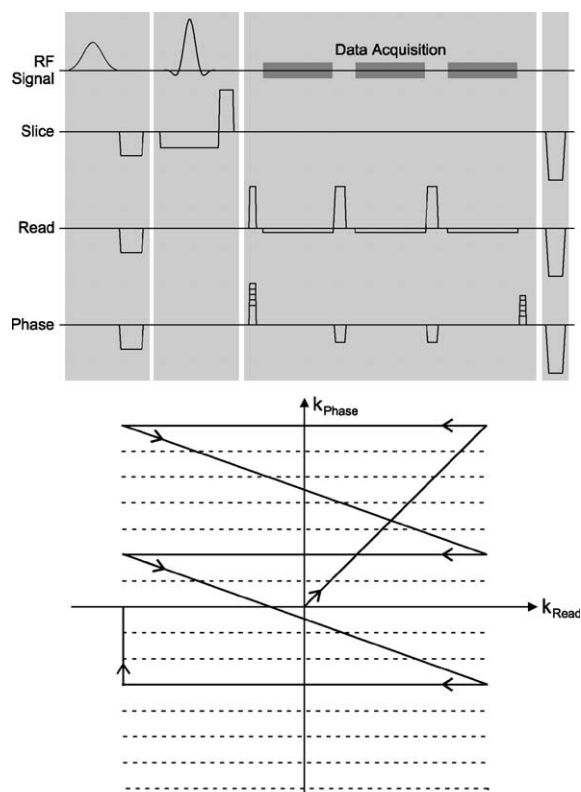 Data Acquisition
RF
Signal
Slice
Read
Phase
kPhase
kRead